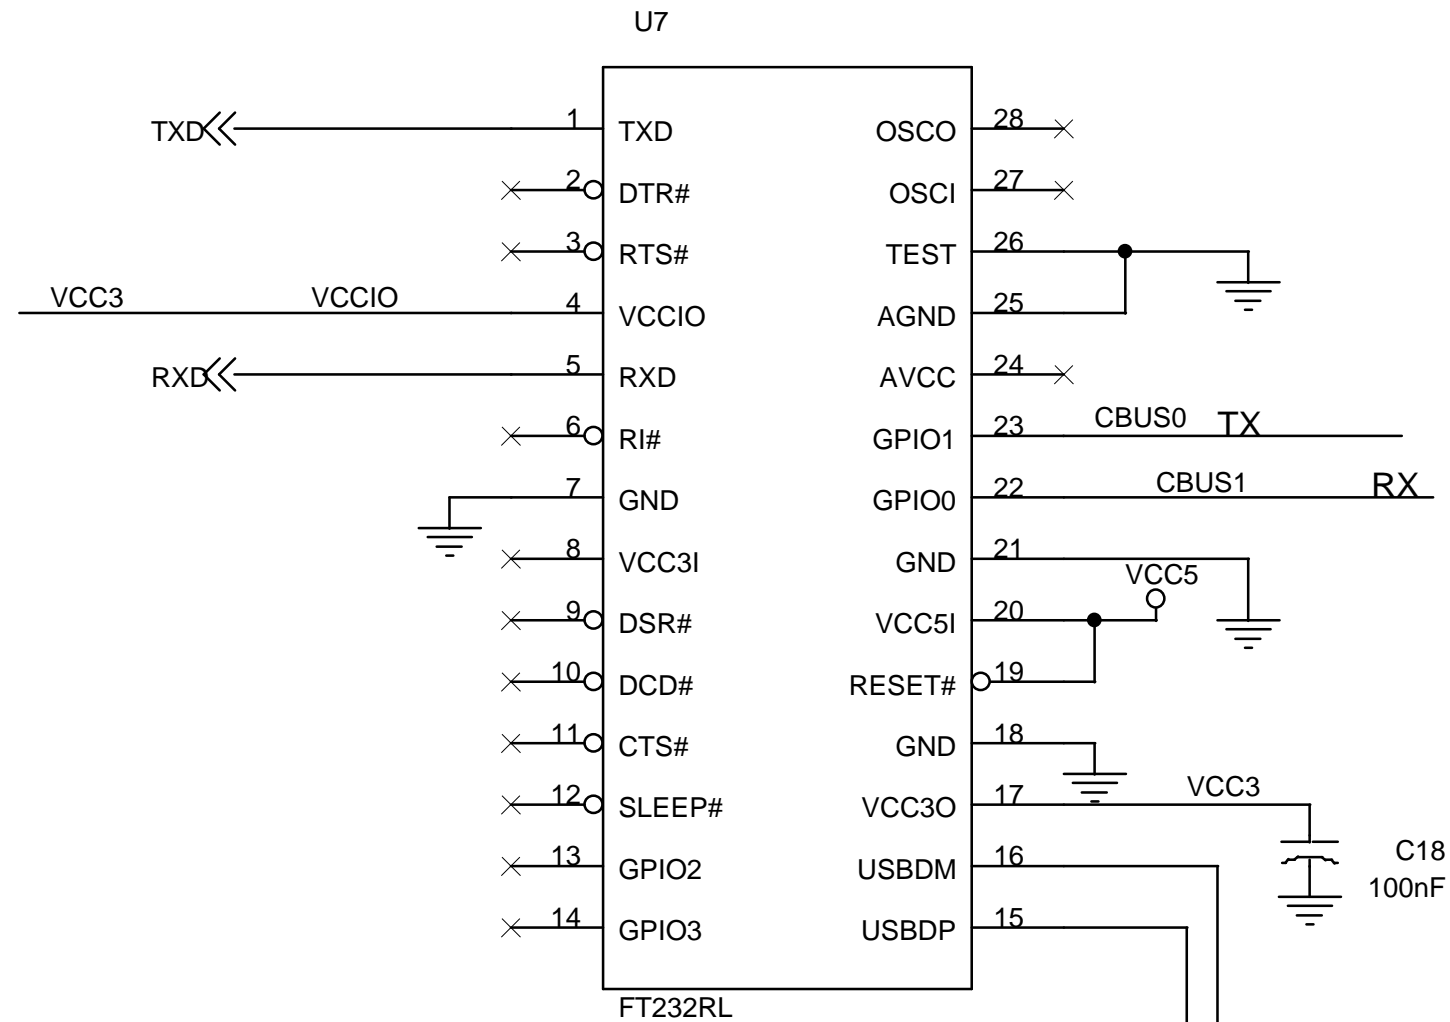 U7
TXD 1 TXD OSCO 28
2 DTR# OSCI 27
3 RTS# TEST 26
VCC3 VCCIO 4 VCCIO AGND 25
RXD 5 RXD AVCC 24
6 RI# GPIO1 23 CBUS0 TX
7 GND GPIO0 22 CBUS1 RX
8 VCC3I GND 21
VCC5
9 DSR# VCC5I 20
10 DCD# RESET# 19
11 CTS# GND 18
12 SLEEP# VCC3O 17 VCC3
13 GPIO2 USBDM 16 C18
100nF
14 GPIO3 USBDP 15
FT232RL